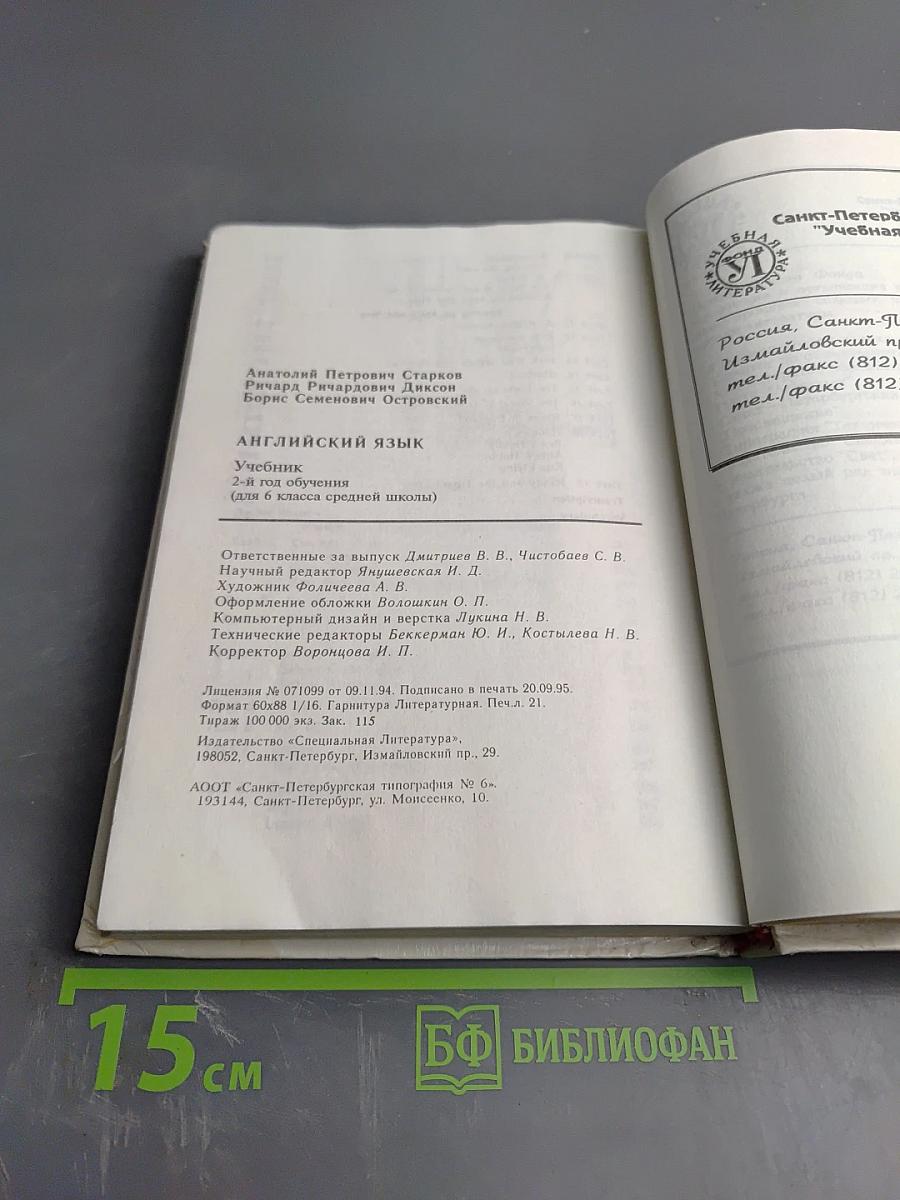 Анатолий Петрович Старков
Ричард Ричардович Диксон
Борис Семенович Островский
АНГЛИЙСКИЙ ЯЗЫК
Учебник
2-й год обучения
(для 6 класса средней школы)
Ответственные за выпуск Дмитриев В. В., Чистобаев С. В.
Научный редактор Янушевская И. Д.
Художник Фоличеева А. В.
Оформление обложки Волошкин О. П.
Компьютерный дизайн и верстка Лукина Н. В.
Технические редакторы Беккерман Ю. И., Костылева Н. В.
Корректор Воронцова И. П.
Лицензия № 071099 от 09.11.94. Подписано в печать 20.09.95.
Формат 60х88 1/16. Гарнитура Литературная. Печ.л. 21.
Тираж 100 000 экз. Зак. 115
Издательство «Специальная Литература»,
198052, Санкт-Петербург, Измайловский пр., 29.
АООТ «Санкт-Петербургская типография № 6».
193144, Санкт-Петербург, ул. Моисеенко, 10.
Санкт-Петерб
"Учебная
УЧЕБНАЯ
ФОНД
УЛ
ЛИТЕРАТУРА
Россия, Санкт-П
Измайловский пр
тел./факс (812)
тел./факс (812)
15 см
БФ БИБЛИОФАН